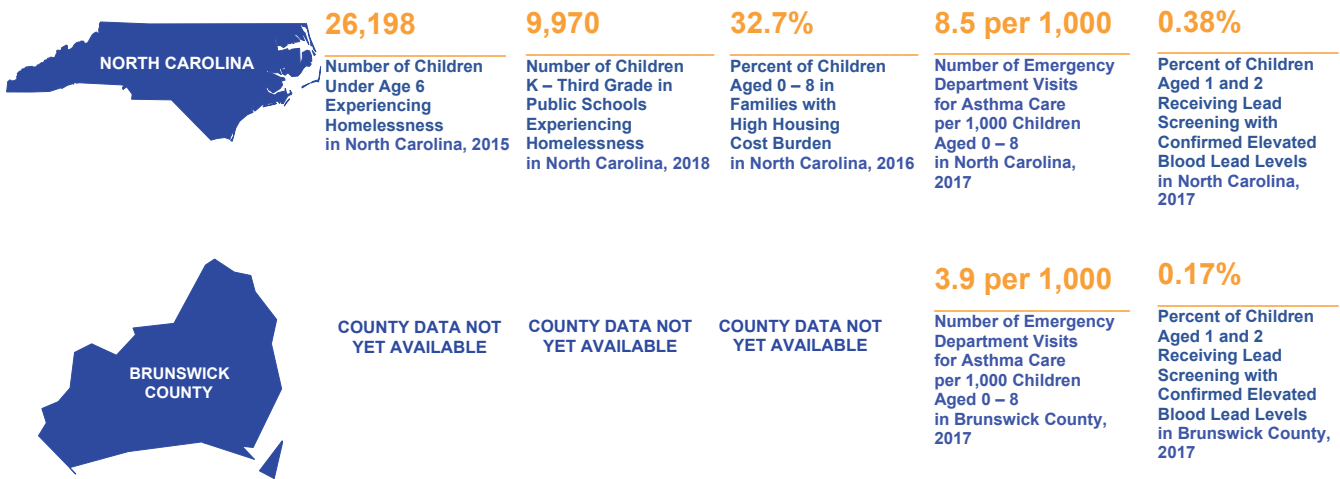 NORTH CAROLINA
26,198
Number of Children
Under Age 6
Experiencing
Homelessness
in North Carolina, 2015
9,970
Number of Children
K – Third Grade in
Public Schools
Experiencing
Homelessness
in North Carolina, 2018
32.7%
Percent of Children
Aged 0 – 8 in
Families with
High Housing
Cost Burden
in North Carolina, 2016
8.5 per 1,000
Number of Emergency
Department Visits
for Asthma Care
per 1,000 Children
Aged 0 – 8
in North Carolina,
2017
0.38%
Percent of Children
Aged 1 and 2
Receiving Lead
Screening with
Confirmed Elevated
Blood Lead Levels
in North Carolina,
2017
BRUNSWICK
COUNTY
COUNTY DATA NOT
YET AVAILABLE
COUNTY DATA NOT
YET AVAILABLE
COUNTY DATA NOT
YET AVAILABLE
3.9 per 1,000
Number of Emergency
Department Visits
for Asthma Care
per 1,000 Children
Aged 0 – 8
in Brunswick County,
2017
0.17%
Percent of Children
Aged 1 and 2
Receiving Lead
Screening with
Confirmed Elevated
Blood Lead Levels
in Brunswick County,
2017